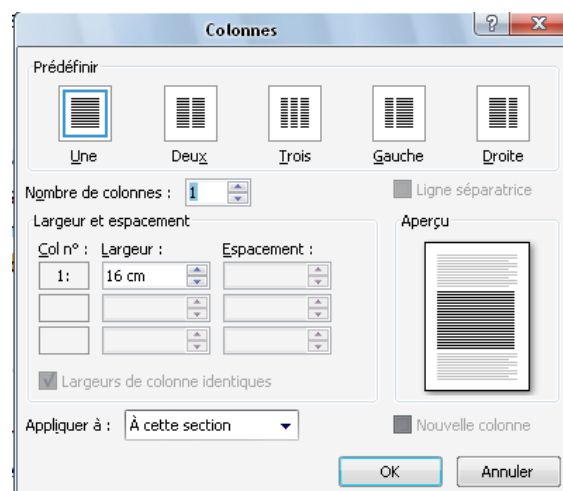 Colonnes
Prédéfinir
Une Deux Trois Gauche Droite
Nombre de colonnes : 1 Ligne séparatrice
Largeur et espacement Aperçu
Col n° : Largeur : Espacement :
1: 16 cm
Largeurs de colonne identiques
Appliquer à : À cette section Nouvelle colonne
OK Annuler